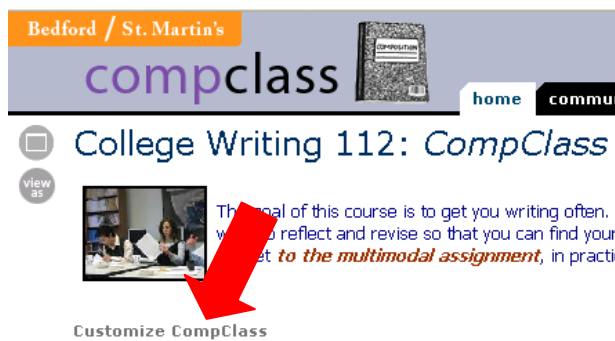 Bedford / St. Martin's
compclass
COMPOSITION
home commu
College Writing 112: CompClass
view
as
The goal of this course is to get you writing often.
reflect and revise so that you can find your
to the multimodal assignment, in practi
Customize CompClass